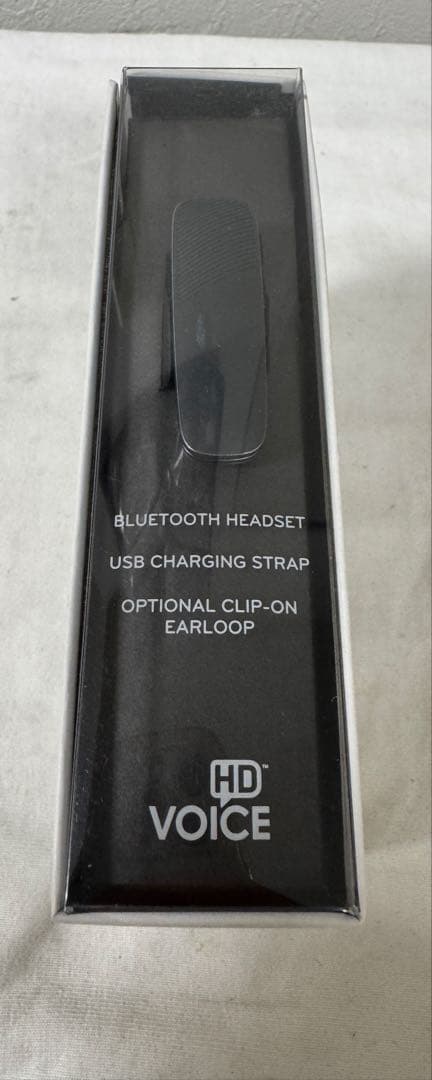 BLUETOOTH HEADSET
USB CHARGING STRAP
OPTIONAL CLIP-ON
EARLOOP
HD™
VOICE